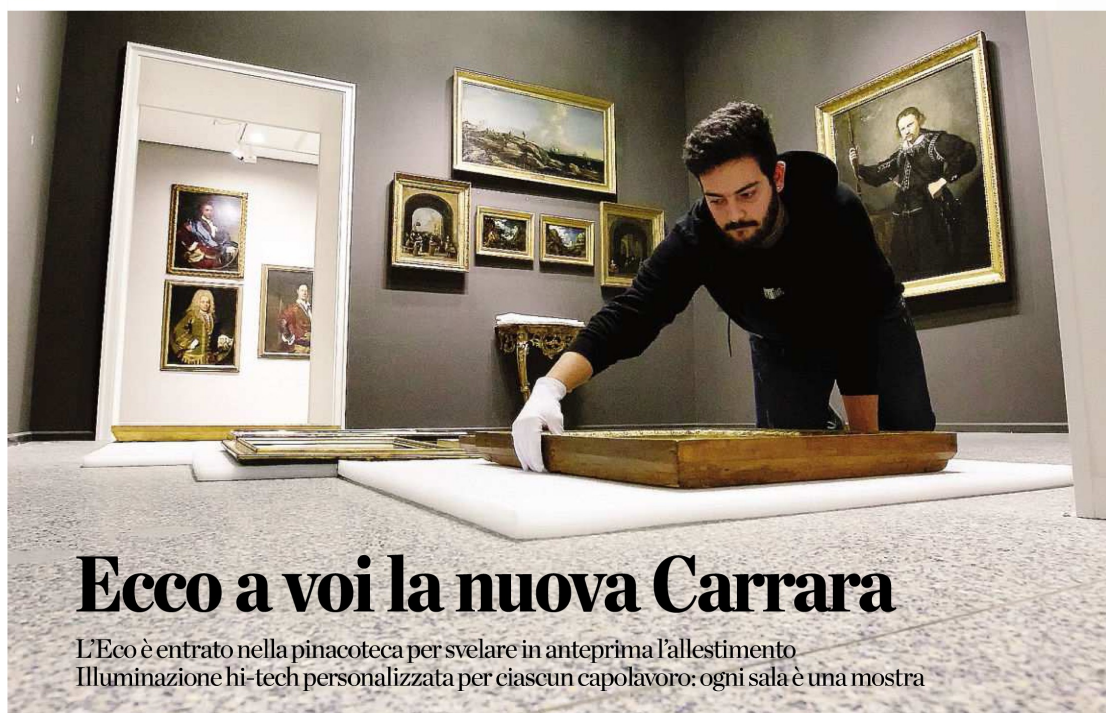 Ecco a voi la nuova Carrara
L'Eco è entrato nella pinacoteca per svelare in anteprima l'allestimento
Illuminazione hi-tech personalizzata per ciascun capolavoro: ogni sala è una mostra